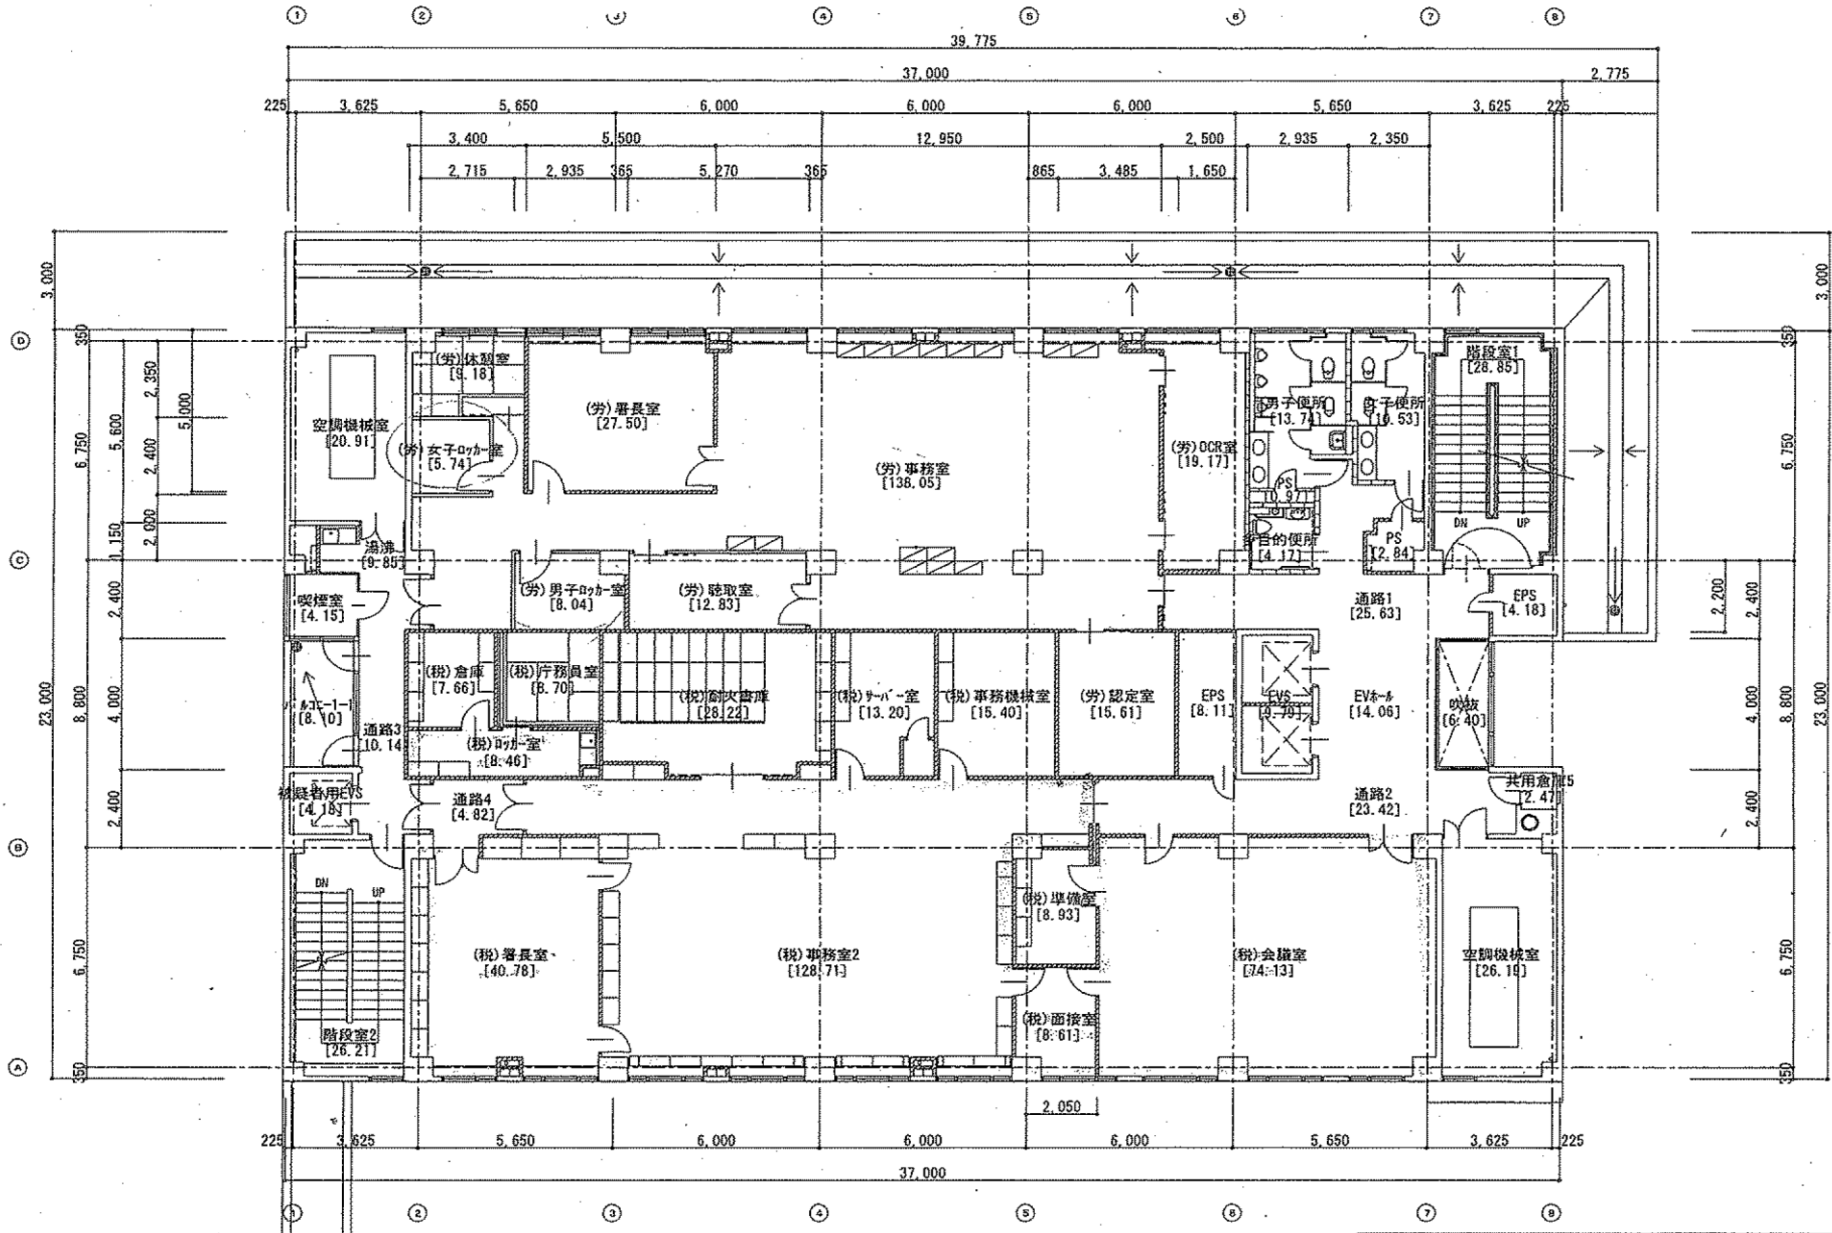 ① ② ④ ⑤ ⑥ ⑦ ⑧
39,775
37,000 2,775
225 3,625 5,650 6,000 6,000 6,000 5,650 3,625 225
3,400 5,500 12,950 2,500 2,935 2,350
2,715 2,935 365 5,270 365 865 3,485 1,650
3,000 3,000
Ⓓ 350 350
(労)休憩室
[9.18]
階段室1
[28.85]
(労)署長室
[27.50]
男子便所
[13.74]
女子便所
空調機械室
[20.91]
(労)女子ロッカー室
[5.74]
(労)事務室
[138.05]
(労)OCR室
[19.17]
PS
[0.97]
DN UP
2,350
5,000
5,600
6,750
2,400
2,000
1,150
6,750
湯沸
[9.85]
多目的便所
[4.17]
PS
[2.84]
Ⓒ
喫煙室
[4.15]
(労)男子ロッカー室
[8.04]
(労)聴取室
[12.83]
通路1
[25.63]
EPS
[4.18]
2,400 2,200 2,400
(税)倉庫
[7.66]
(税)庁務員室
[8.70]
(税)耐火書庫
[28.22]
(税)サーバー室
[13.20]
(税)事務機械室
[15.40]
(労)認定室
[15.61]
EPS
[8.11]
EVS
[9.79]
EVホール
[14.06]
吹抜
[6.40]
[8.10]
通路3
10.14
(税)ロッカー室
[8.46]
23,000 8,800 4,000 4,000 8,800 23,000
被疑者用EVS
[4.18]
通路4
[4.82]
通路2
[23.42]
[2.47]
2,400 2,400
Ⓑ
DN UP
(税)準備室
[8.93]
(税)署長室
[40.78]
(税)事務室2
[128.71]
(税)会議室
[74.13]
空調機械室
[26.19]
6,750 6,750
階段室2
[26.21]
(税)面接室
[8.61]
Ⓐ 350 350
2,050
225 3,625 5,650 6,000 6,000 6,000 5,650 3,625 225
37,000
① ② ③ ④ ⑤ ⑥ ⑦ ⑧